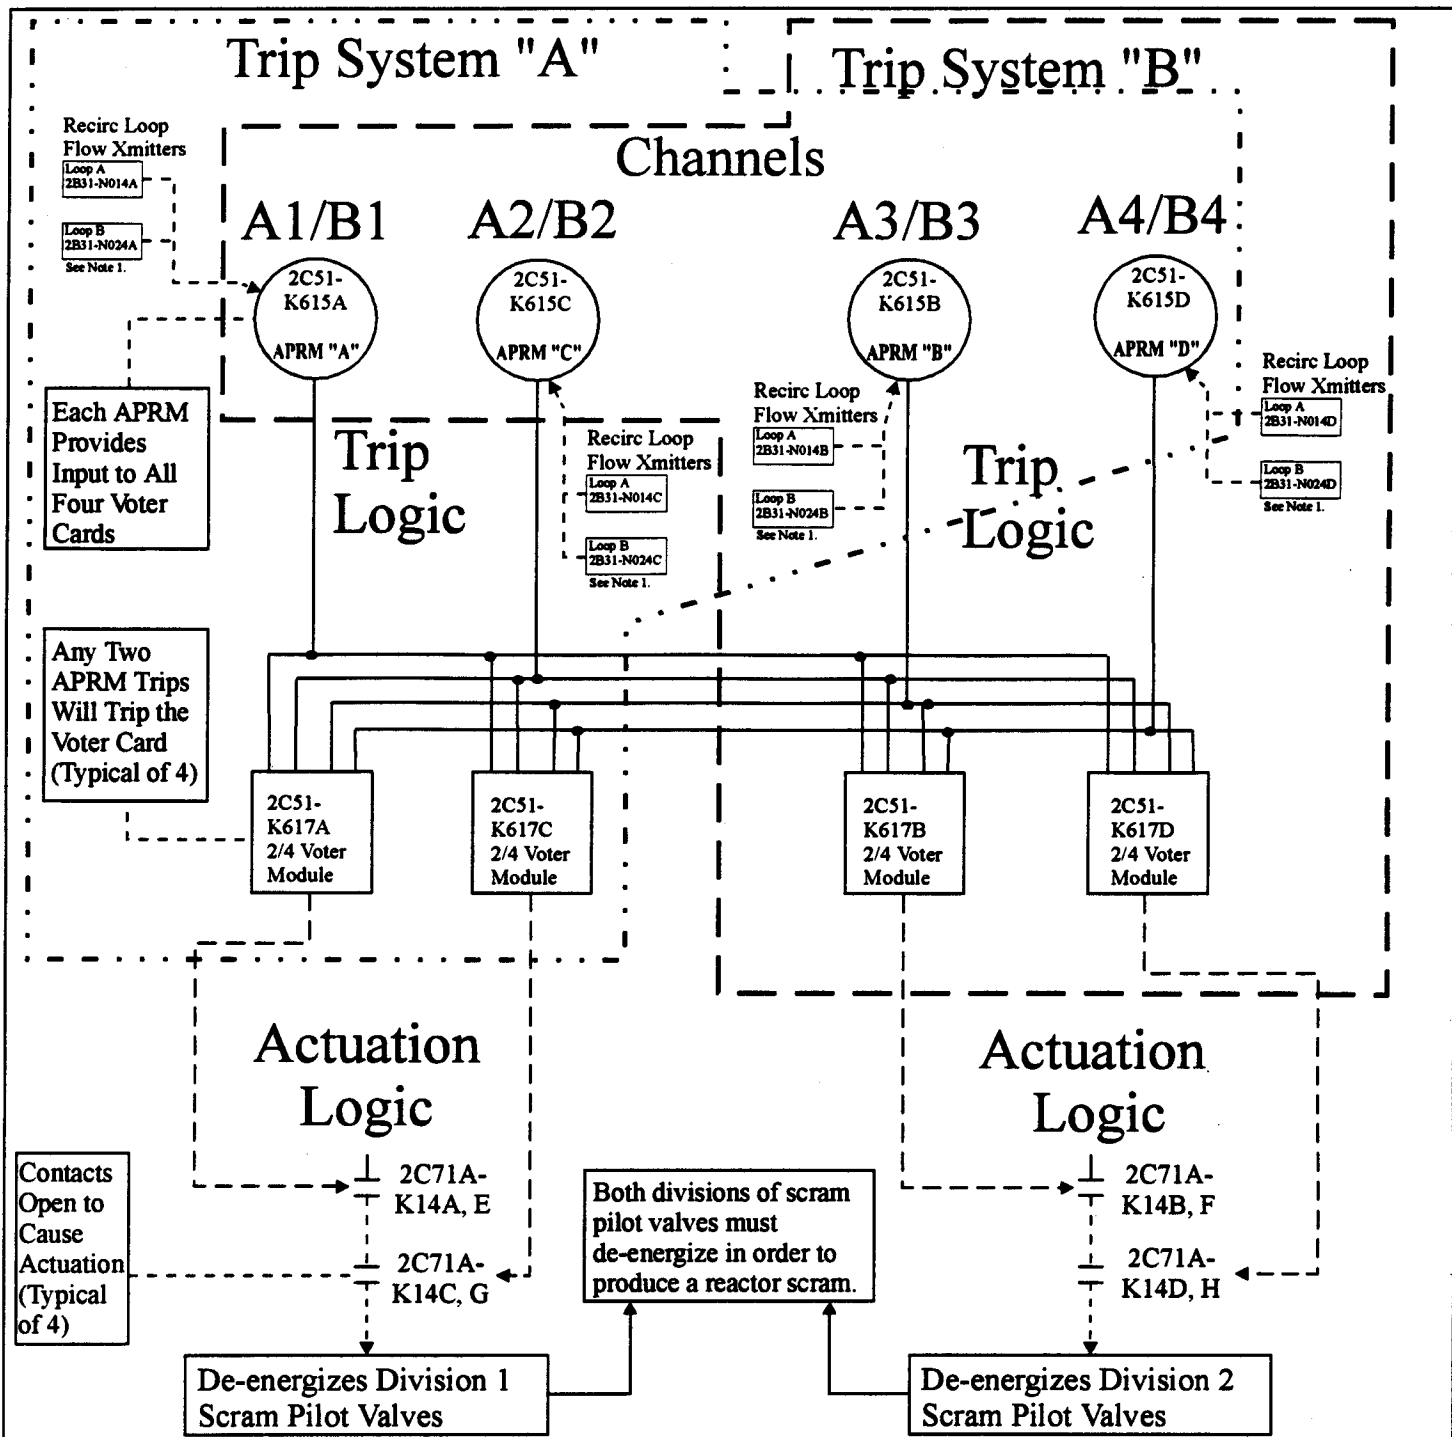 Trip System "A"
Trip System "B"
Recirc Loop
Flow Xmitters
Loop A
2B31-N014A
Loop B
2B31-N024A
See Note 1.
Channels
A1/B1
A2/B2
A3/B3
A4/B4
2C51-
K615A
APRM "A"
2C51-
K615C
APRM "C"
2C51-
K615B
APRM "B"
2C51-
K615D
APRM "D"
Each APRM
Provides
Input to All
Four Voter
Cards
Trip
Logic
Recirc Loop
Flow Xmitters
Loop A
2B31-N014C
Loop B
2B31-N024C
See Note 1.
Recirc Loop
Flow Xmitters
Loop A
2B31-N014B
Loop B
2B31-N024B
See Note 1.
Trip
Logic
Recirc Loop
Flow Xmitters
Loop A
2B31-N014D
Loop B
2B31-N024D
See Note 1.
Any Two
APRM Trips
Will Trip the
Voter Card
(Typical of 4)
2C51-
K617A
2/4 Voter
Module
2C51-
K617C
2/4 Voter
Module
2C51-
K617B
2/4 Voter
Module
2C51-
K617D
2/4 Voter
Module
Actuation
Logic
Actuation
Logic
Contacts
Open to
Cause
Actuation
(Typical
of 4)
2C71A-
K14A, E
2C71A-
K14C, G
Both divisions of scram
pilot valves must
de-energize in order to
produce a reactor scram.
2C71A-
K14B, F
2C71A-
K14D, H
De-energizes Division 1
Scram Pilot Valves
De-energizes Division 2
Scram Pilot Valves